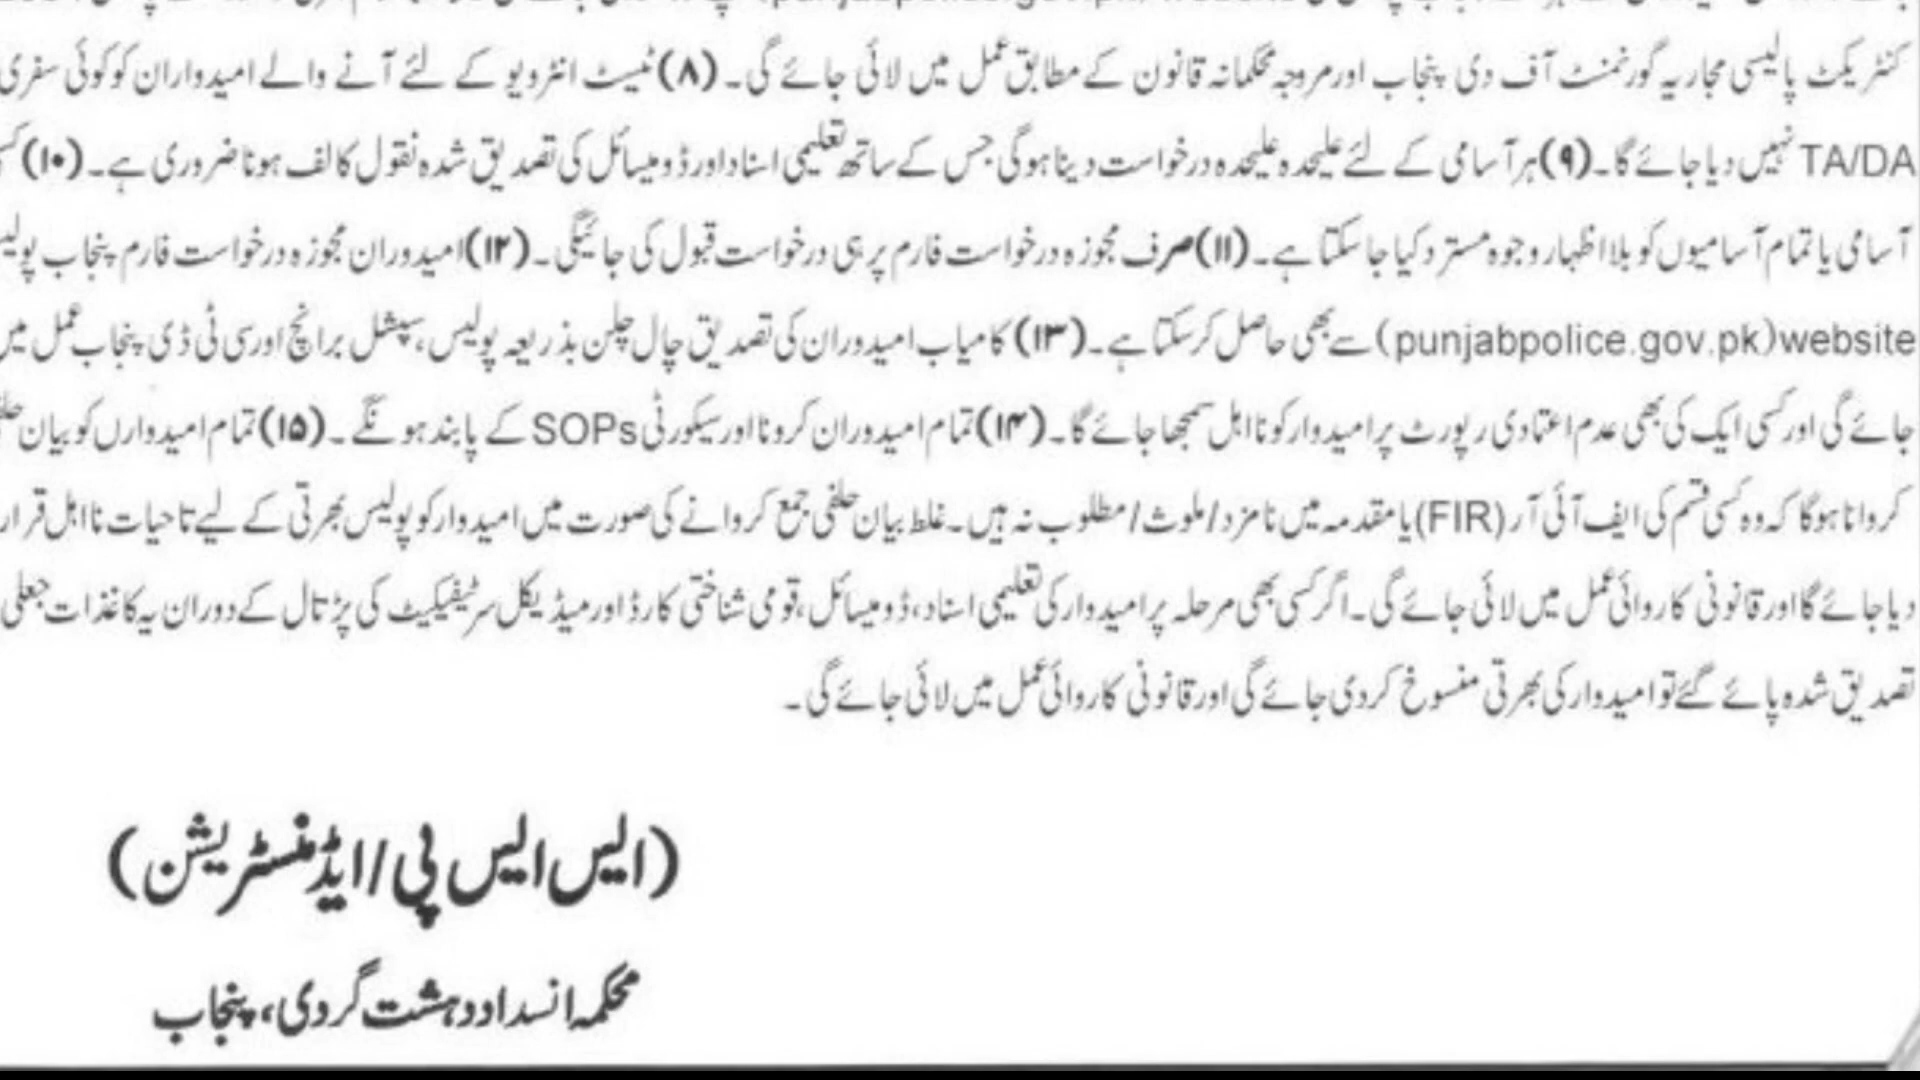 کنٹریکٹ پالیسی مجاریہ گورنمنٹ آف دی پنجاب اور مروجہ محکمانہ قانون کے مطابق عمل میں لائی جائے گی۔ (۸) ٹیسٹ انٹرویو کے لئے آنے والے امیدواران کو کوئی سفری
TA/DA نہیں دیا جائے گا۔ (۹) ہر آسامی کے لئے علیحدہ علیحدہ درخواست دینا ہوگی جس کے ساتھ تعلیمی اسناد اور ڈومیسائل کی تصدیق شدہ نقول کا لف ہونا ضروری ہے۔ (۱۰)
آسامی یا تمام آسامیوں کو بلا اظہار وجوہ مسترد کیا جا سکتا ہے۔ (۱۱) صرف مجوزہ درخواست فارم پر ہی درخواست قبول کی جائیگی۔ (۱۲) امیدوران مجوزہ درخواست فارم پنجاب
website (punjabpolice.gov.pk) سے بھی حاصل کرسکتا ہے۔ (۱۳) کامیاب امیدوران کی تصدیق چال چلن بذریعہ پولیس، سپیشل برانچ اور سی ٹی ڈی پنجاب عمل میں
جائے گی اور کسی ایک کی بھی عدم اعتمادی رپورٹ پر امیدوار کو نا اہل سمجھا جائے گا۔ (۱۴) تمام امیدوران کرونا اور سیکورٹی SOPs کے پابند ہونگے۔ (۱۵) تمام امیدوارں کو بیان
کروانا ہوگا کہ وہ کسی قسم کی ایف آئی آر (FIR) یا مقدمہ میں نامزد/ملوث/مطلوب نہ ہیں۔ غلط بیان حلفی جمع کروانے کی صورت میں امیدوار کو پولیس بھرتی کے لیے تاحیات نا اہل قرار
دیا جائے گا اور قانونی کاروائی عمل میں لائی جائے گی۔ اگر کسی بھی مرحلہ پر امیدوار کی تعلیمی اسناد، ڈومیسائل، قومی شناختی کارڈ اور میڈیکل سرٹیفیکیٹ کی پڑتال کے دوران یہ کاغذات جعلی
تصدیق شدہ پائے گئے تو امیدوار کی بھرتی منسوخ کر دی جائے گی اور قانونی کاروائی عمل میں لائی جائے گی۔
(ایس ایس پی/ایڈمنسٹریشن)
محکمہ انسداد دہشت گردی، پنجاب